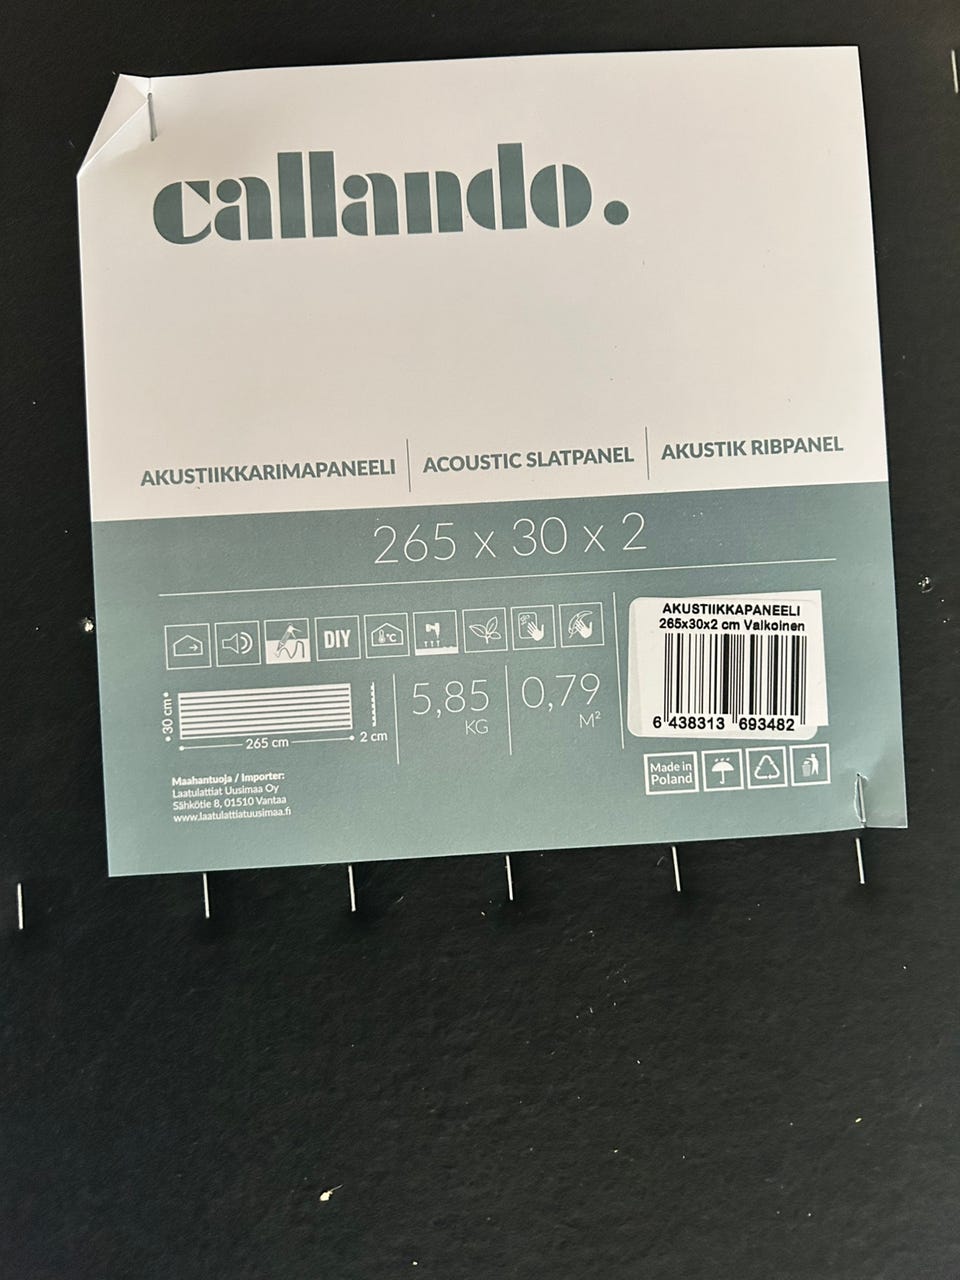 callando.
AKUSTIIKKARIMAPANEELI
ACOUSTIC SLATPANEL
AKUSTIK RIBPANEL
265 x 30 x 2
DIY
°C
30 cm
265 cm
2 cm
5,85
KG
0,79
M²
AKUSTIIKKAPANEELI
265x30x2 cm Valkoinen
6 438313 693482
Made in
Poland
Maahantuoja / Importer:
Laatulattiat Uusimaa Oy
Sähkötie 8, 01510 Vantaa
www.laatulattiatuusimaa.fi